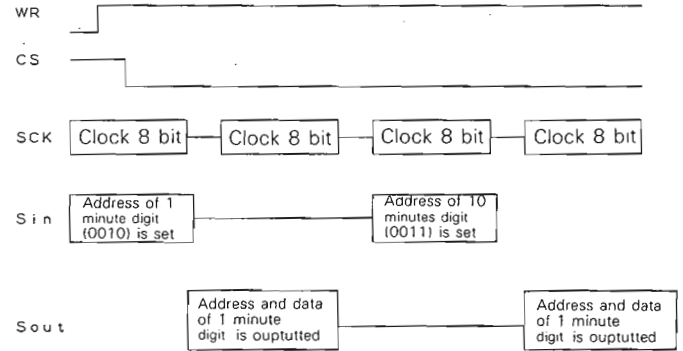 WR
CS
SCK Clock 8 bit Clock 8 bit Clock 8 bit Clock 8 bit
Sin
Address of 1
minute digit
(0010) is set
Address of 10
minutes digit
(0011) is set
Sout
Address and data
of 1 minute
digit is ouptutted
Address and data
of 1 minute
digit is ouptutted